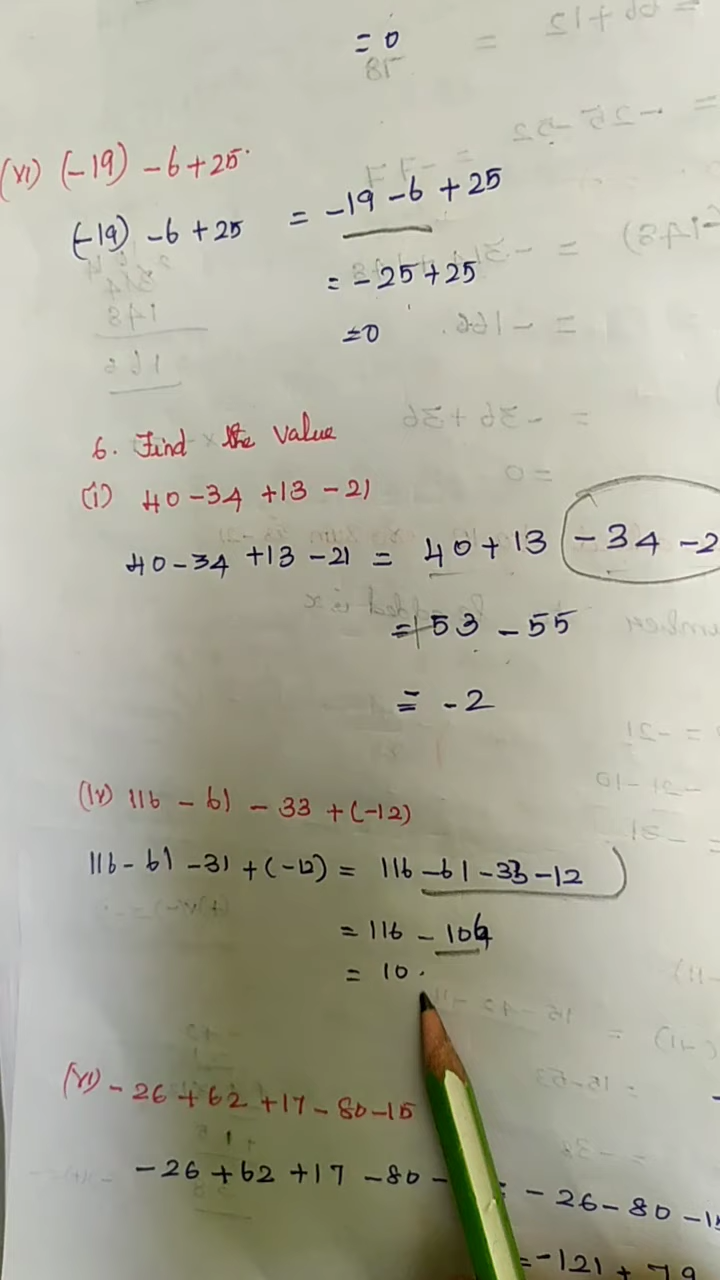 = 0
(vi) (-19) - 6 + 25
(-19) - 6 + 25 = -19 - 6 + 25
= -25 + 25
= 0
6. Find the Value
(i) 40 - 34 + 13 - 21
40 - 34 + 13 - 21 = 40 + 13 - 34 - 2
= 53 - 55
= -2
(iv) 116 - 61 - 33 + (-12)
116 - 61 - 31 + (-12) = 116 - 61 - 33 - 12
= 116 - 106
= 10.
(vi) -26 + 62 + 17 - 80 - 15
-26 + 62 + 17 - 80 - = -26 - 80 - 1
= -121 + 79